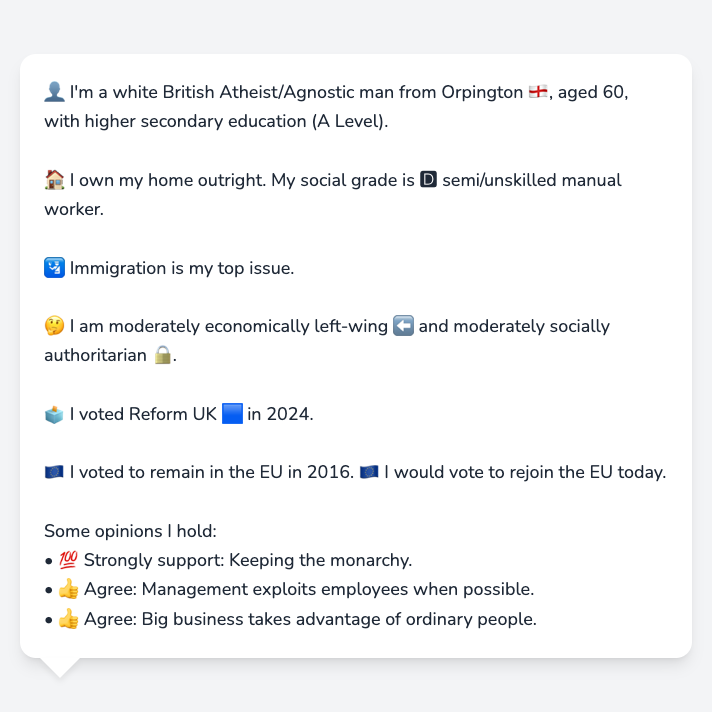 👤 I'm a white British Atheist/Agnostic man from Orpington 🏴󠁧󠁢󠁥󠁮󠁧󠁿, aged 60,
with higher secondary education (A Level).
🏠 I own my home outright. My social grade is 🅳 semi/unskilled manual
worker.
🛂 Immigration is my top issue.
🤔 I am moderately economically left-wing ⬅️ and moderately socially
authoritarian 🔒.
🗳️ I voted Reform UK 🟦 in 2024.
🇪🇺 I voted to remain in the EU in 2016. 🇪🇺 I would vote to rejoin the EU today.
Some opinions I hold:
• 💯 Strongly support: Keeping the monarchy.
• 👍 Agree: Management exploits employees when possible.
• 👍 Agree: Big business takes advantage of ordinary people.